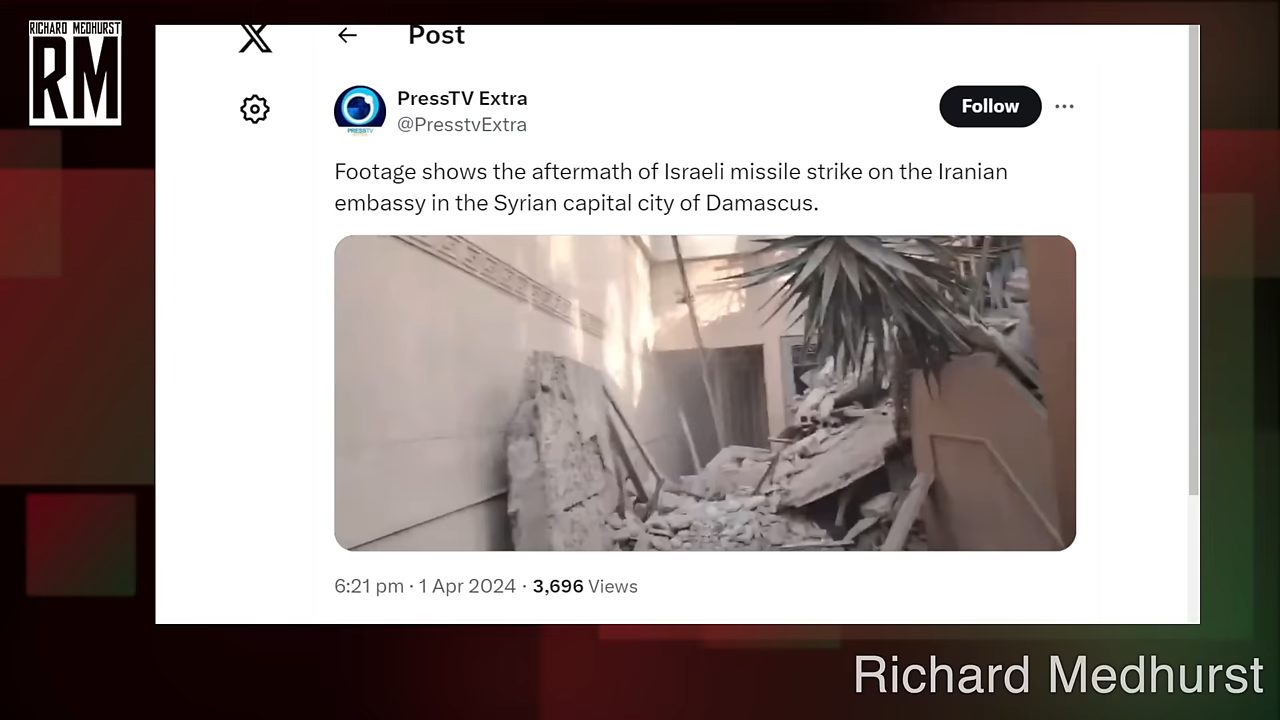 RICHARD MEDHURST
RM
Post
PressTV Extra
@PresstvExtra
Follow
PRESSTV
Footage shows the aftermath of Israeli missile strike on the Iranian
embassy in the Syrian capital city of Damascus.
6:21 pm · 1 Apr 2024 · 3,696 Views
Richard Medhurst